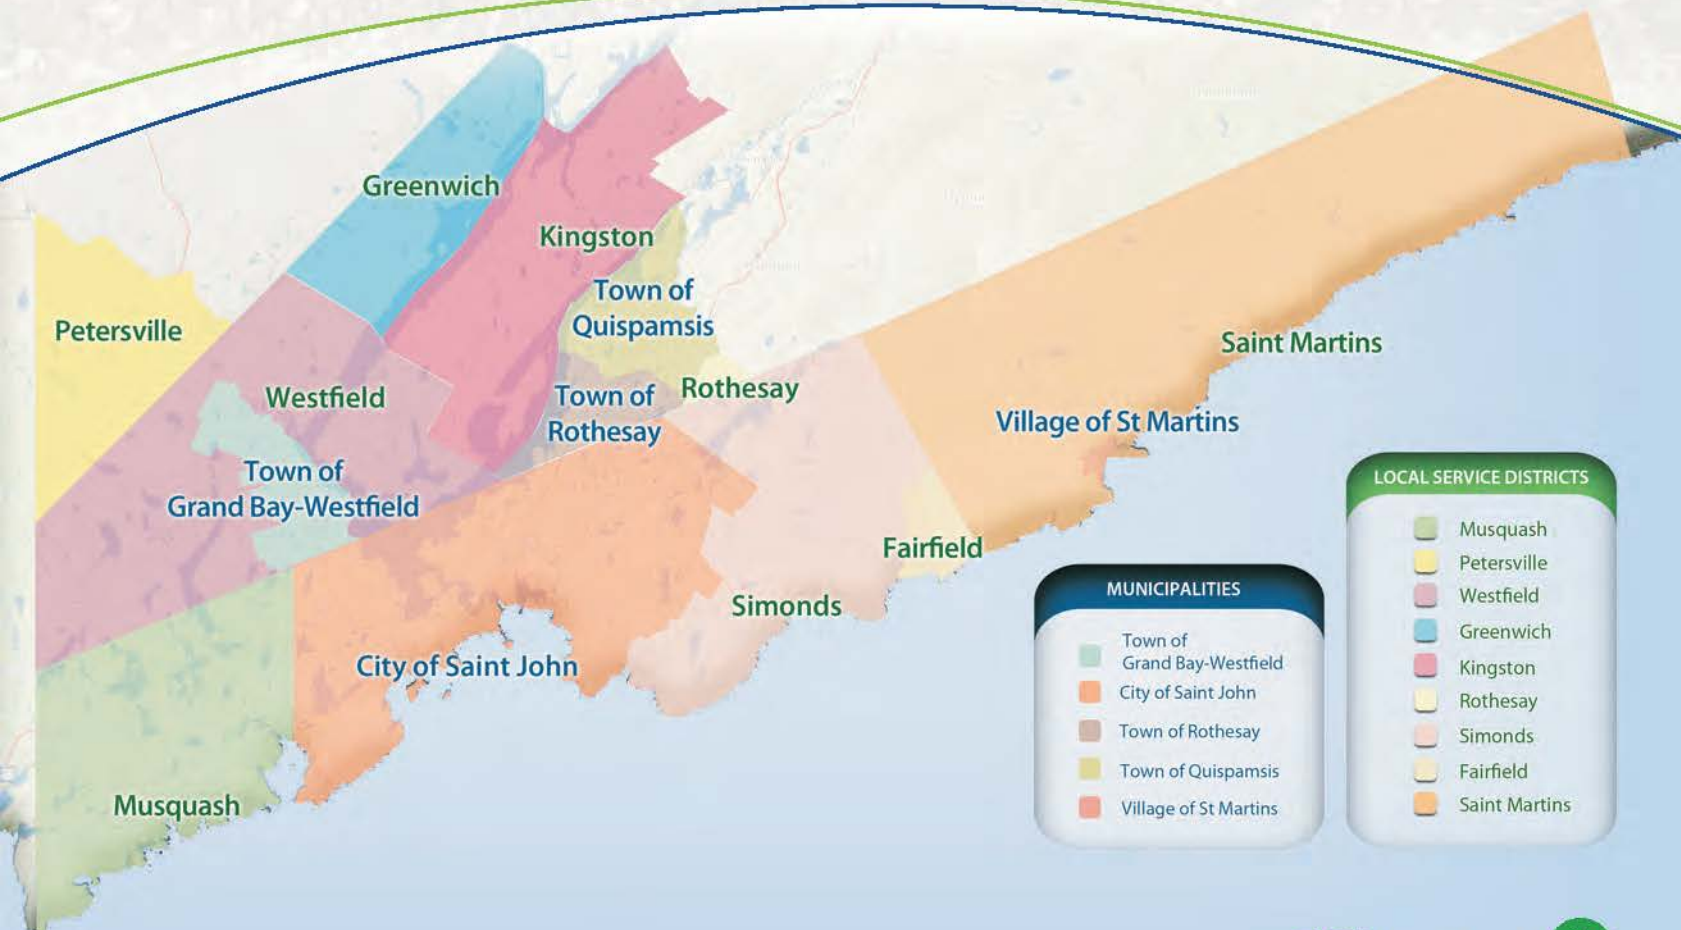 Greenwich
Kingston
Town of
Quispamsis
Petersville
Saint Martins
Westfield
Town of
Rothesay
Rothesay
Village of St Martins
Town of
Grand Bay-Westfield
Fairfield
Simonds
City of Saint John
Musquash
MUNICIPALITIES
Town of
Grand Bay-Westfield
City of Saint John
Town of Rothesay
Town of Quispamsis
Village of St Martins
LOCAL SERVICE DISTRICTS
Musquash
Petersville
Westfield
Greenwich
Kingston
Rothesay
Simonds
Fairfield
Saint Martins